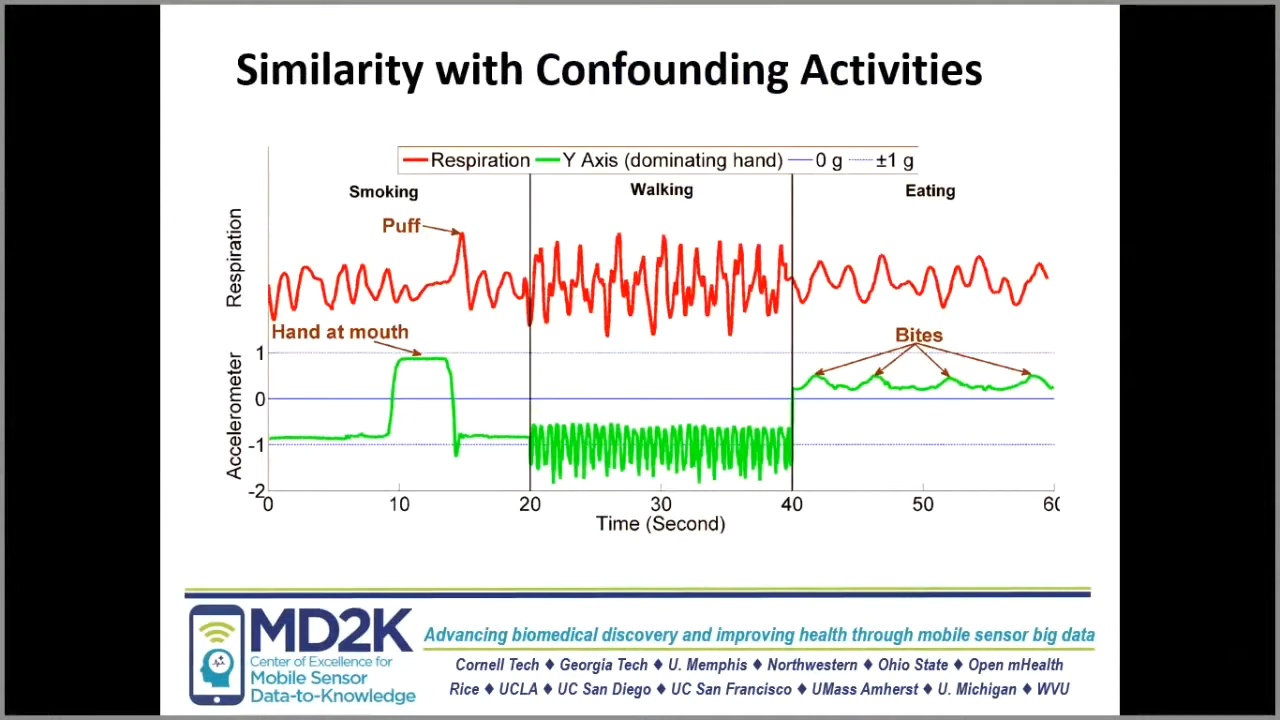 Similarity with Confounding Activities
Respiration Y Axis (dominating hand) 0 g ±1 g
Smoking
Walking
Eating
Puff
Respiration
Hand at mouth
Bites
Accelerometer
1
0
-1
-2
0 10 20 30 40 50 60
Time (Second)
MD2K
Center of Excellence for
Mobile Sensor
Data-to-Knowledge
Advancing biomedical discovery and improving health through mobile sensor big data
Cornell Tech ♦ Georgia Tech ♦ U. Memphis ♦ Northwestern ♦ Ohio State ♦ Open mHealth
Rice ♦ UCLA ♦ UC San Diego ♦ UC San Francisco ♦ UMass Amherst ♦ U. Michigan ♦ WVU